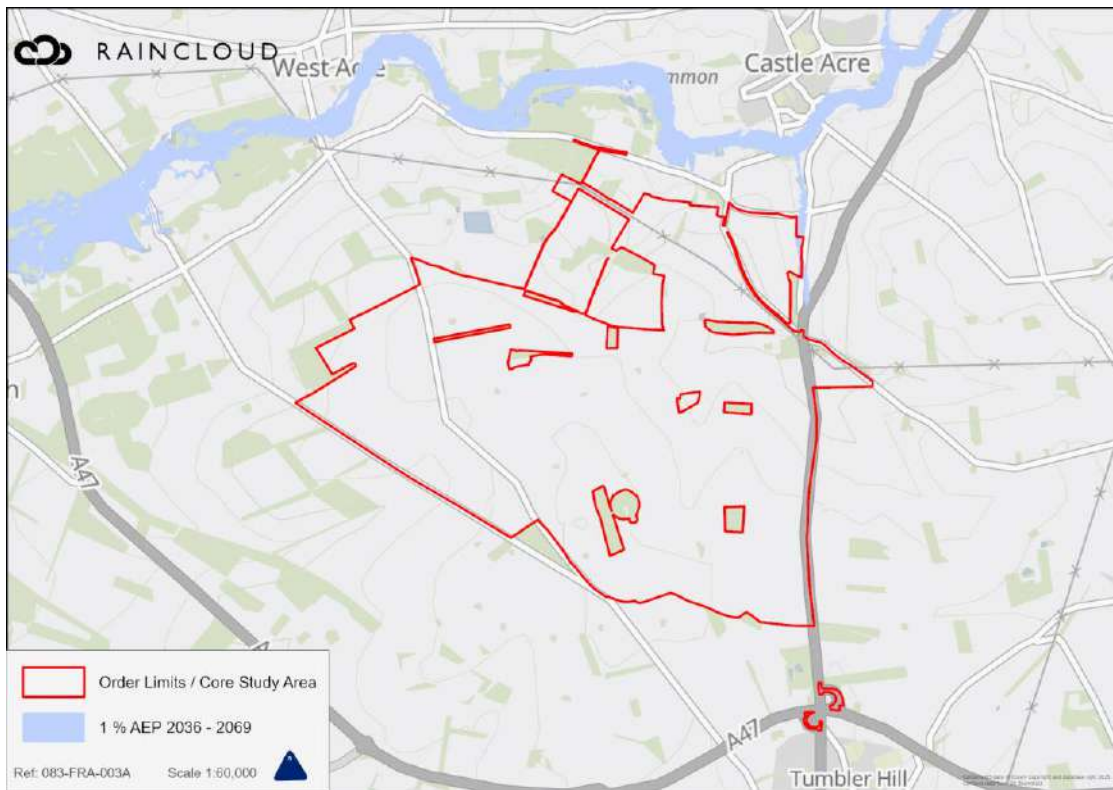 RAINCLOUD
West Acre
mmon
Castle Acre
n
A47
A47
Order Limits / Core Study Area
1 % AEP 2036 - 2069
Ref: 083-FRA-003A Scale 1:60,000
Tumbler Hill